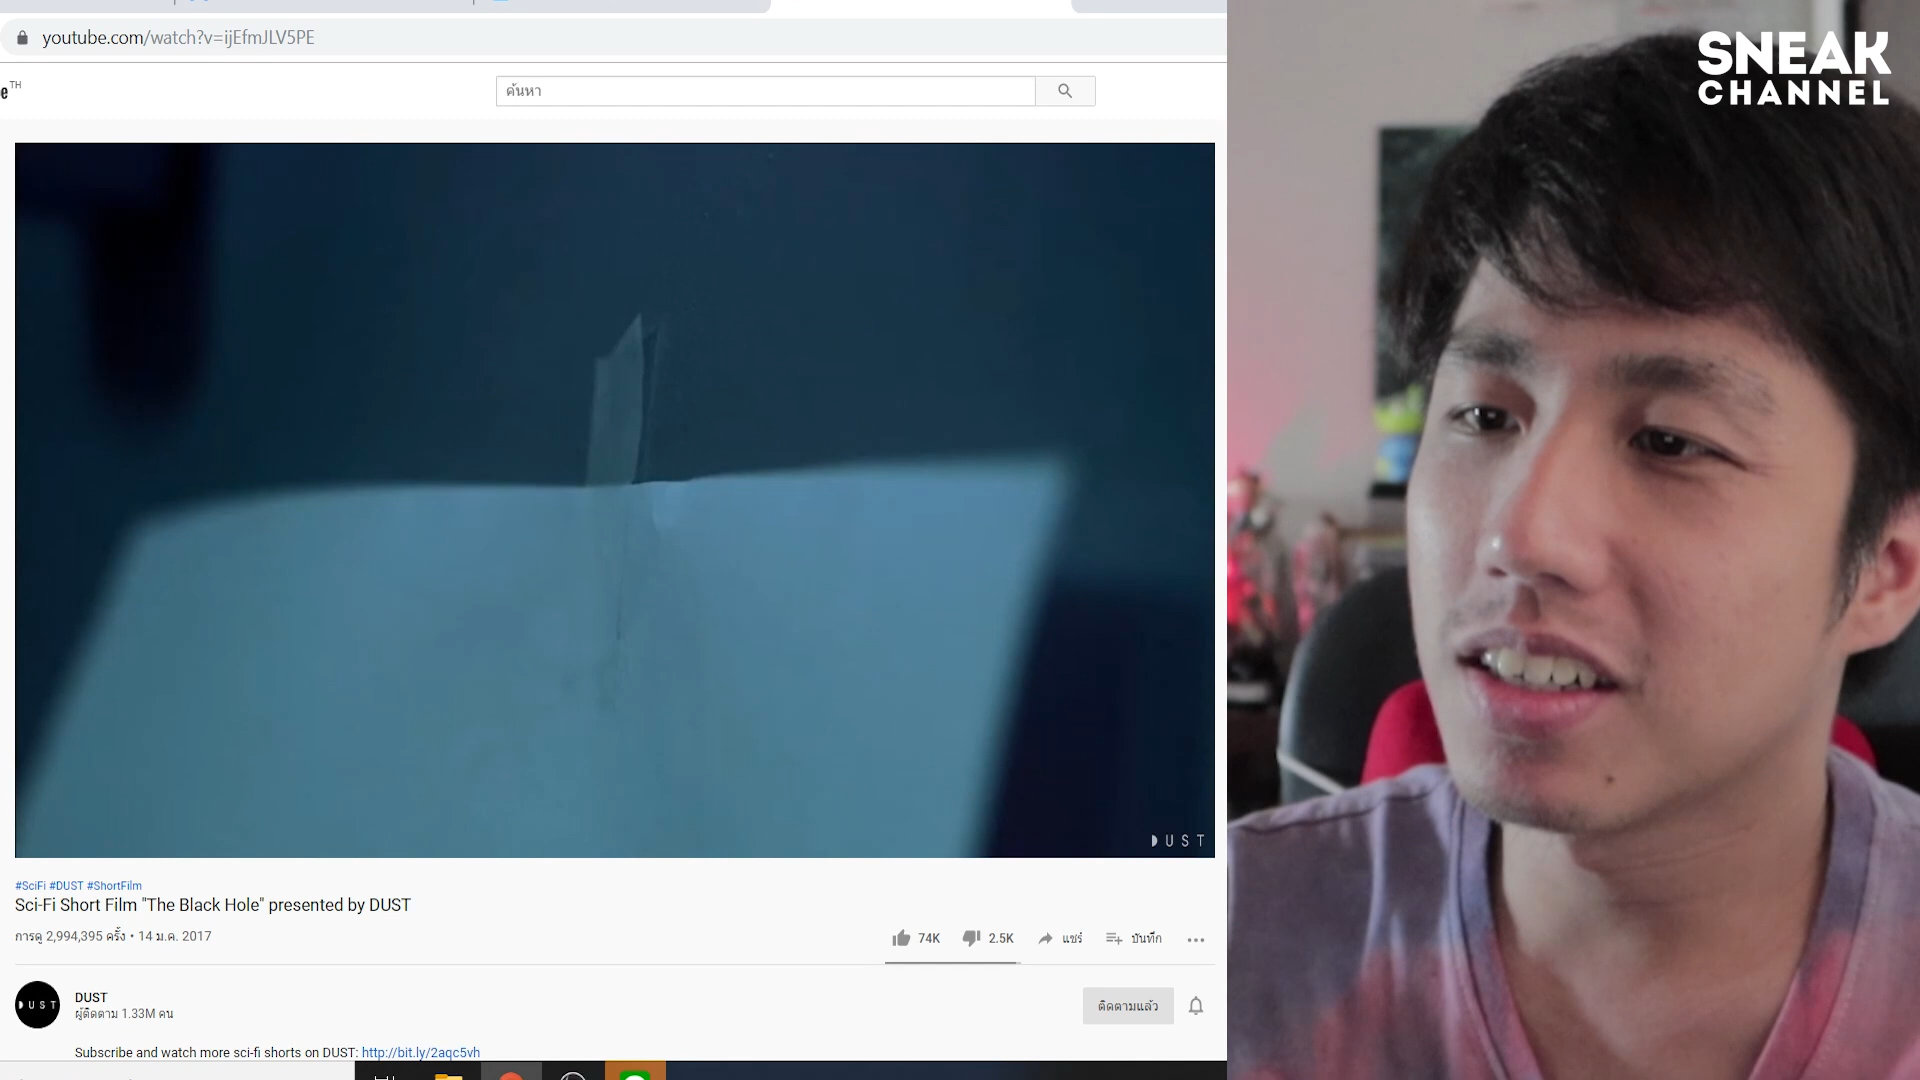 youtube.com/watch?v=ijEfmJLV5PE
SNEAK
CHANNEL
e TH
ค้นหา
DUST
#SciFi #DUST #ShortFilm
Sci-Fi Short Film "The Black Hole" presented by DUST
การดู 2,994,395 ครั้ง • 14 ม.ค. 2017
74K
2.5K
แชร์
บันทึก
DUST
DUST
ผู้ติดตาม 1.33M คน
ติดตามแล้ว
Subscribe and watch more sci-fi shorts on DUST: http://bit.ly/2aqc5vh